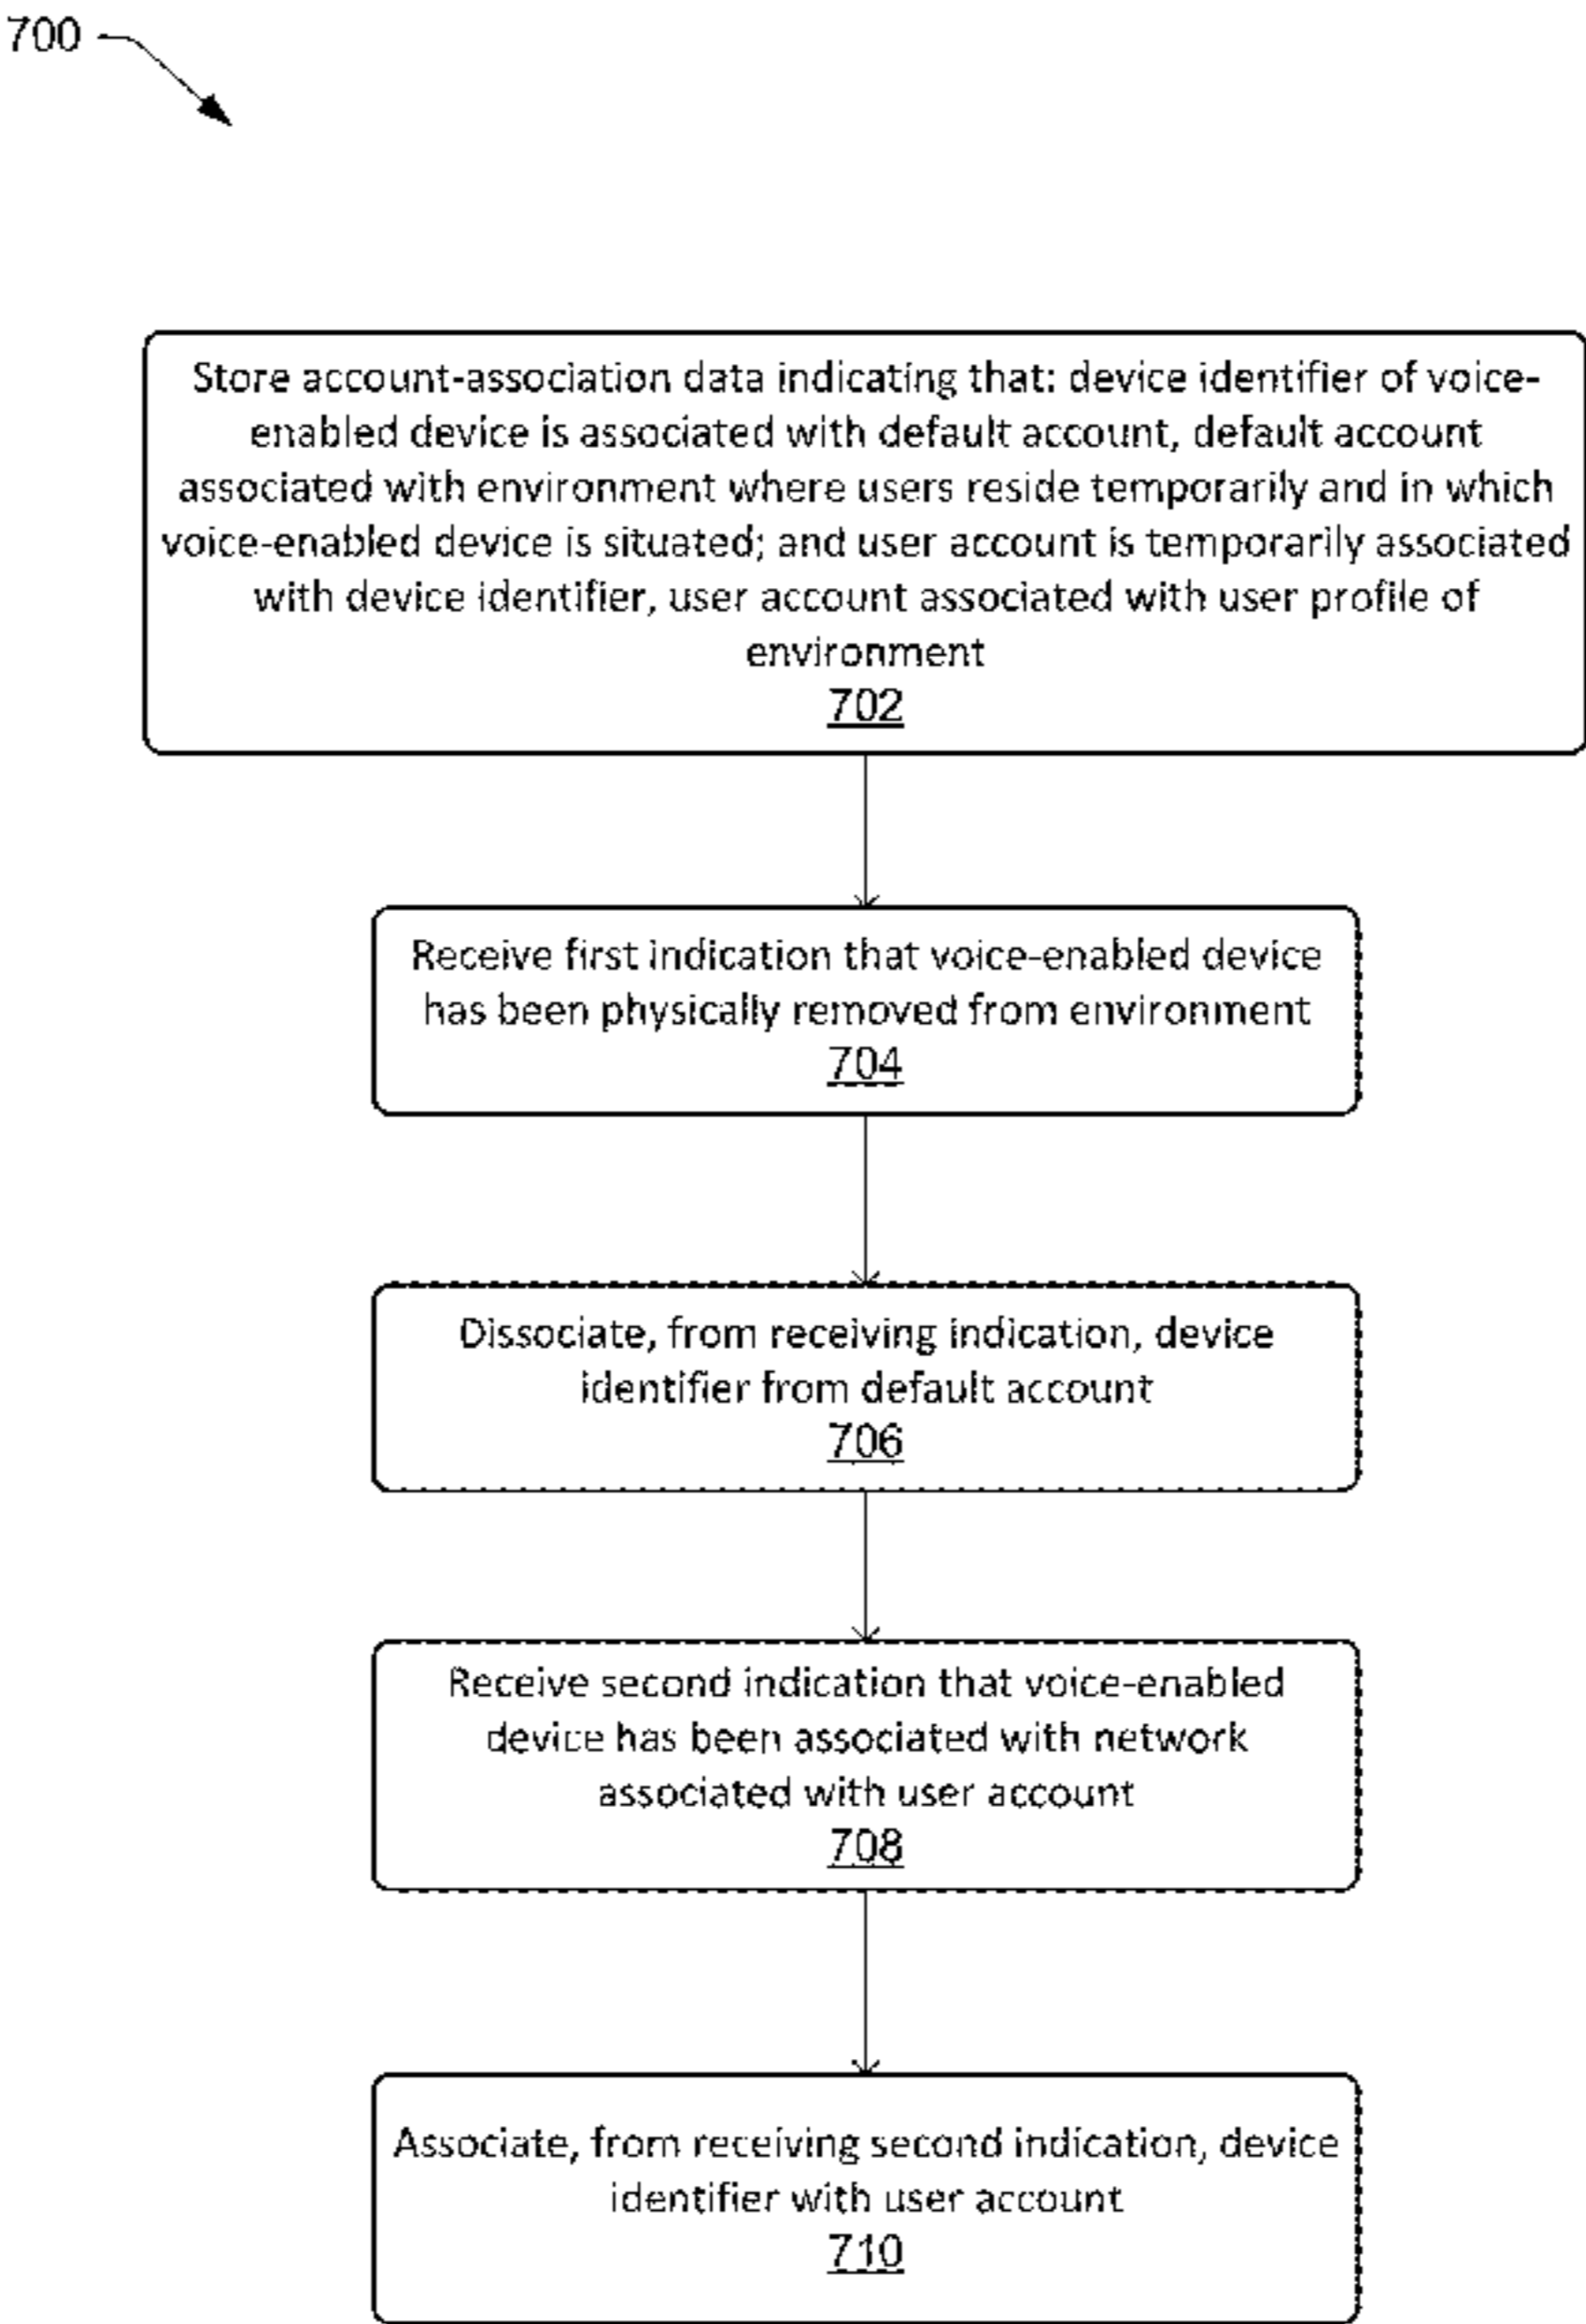 700
Store account-association data indicating that: device identifier of voice-
enabled device is associated with default account, default account
associated with environment where users reside temporarily and in which
voice-enabled device is situated; and user account is temporarily associated
with device identifier, user account associated with user profile of
environment
702
Receive first indication that voice-enabled device
has been physically removed from environment
704
Dissociate, from receiving indication, device
identifier from default account
706
Receive second indication that voice-enabled
device has been associated with network
associated with user account
708
Associate, from receiving second indication, device
identifier with user account
710